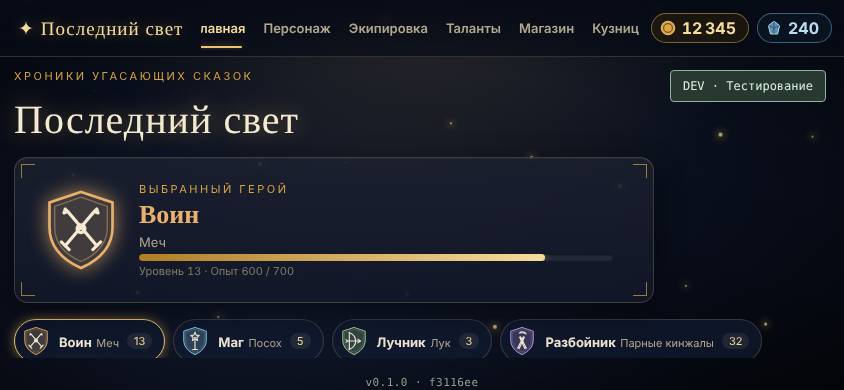 ✦ Последний свет лавная Персонаж Экипировка Таланты Магазин Кузниц 12 345 240
ХРОНИКИ УГАСАЮЩИХ СКАЗОК
DEV · Тестирование
Последний свет
ВЫБРАННЫЙ ГЕРОЙ
Воин
Меч
Уровень 13 · Опыт 600 / 700
Воин Меч 13 Маг Посох 5 Лучник Лук 3 Разбойник Парные кинжалы 32
v0.1.0 · f3116ee